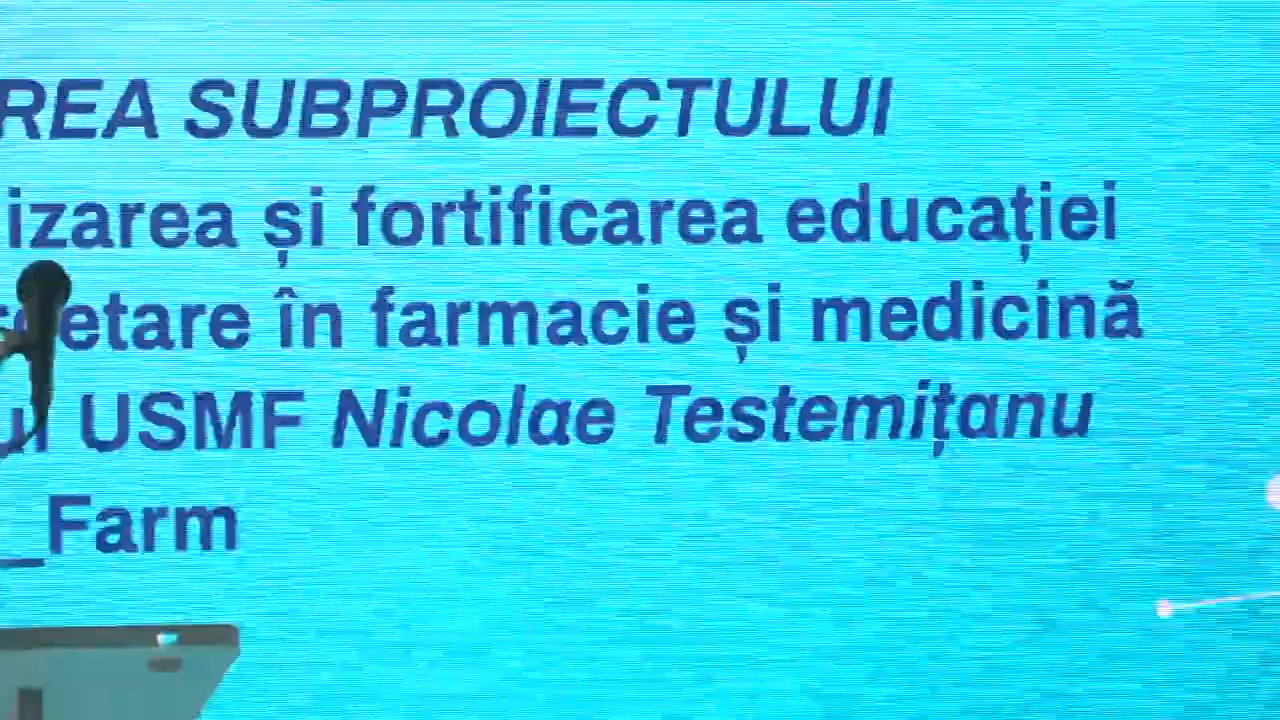 REA SUBPROIECTULUI
izarea și fortificarea educației
etare în farmacie și medicină
USMF Nicolae Testemițanu
_Farm